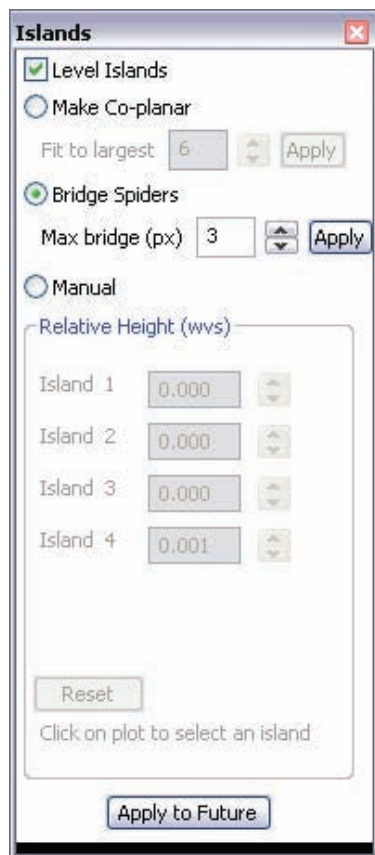 Islands
Level Islands
Make Co-planar
Fit to largest 6 Apply
Bridge Spiders
Max bridge (px) 3 Apply
Manual
Relative Height (wvs)
Island 1 0.000
Island 2 0.000
Island 3 0.000
Island 4 0.001
Reset
Click on plot to select an island
Apply to Future